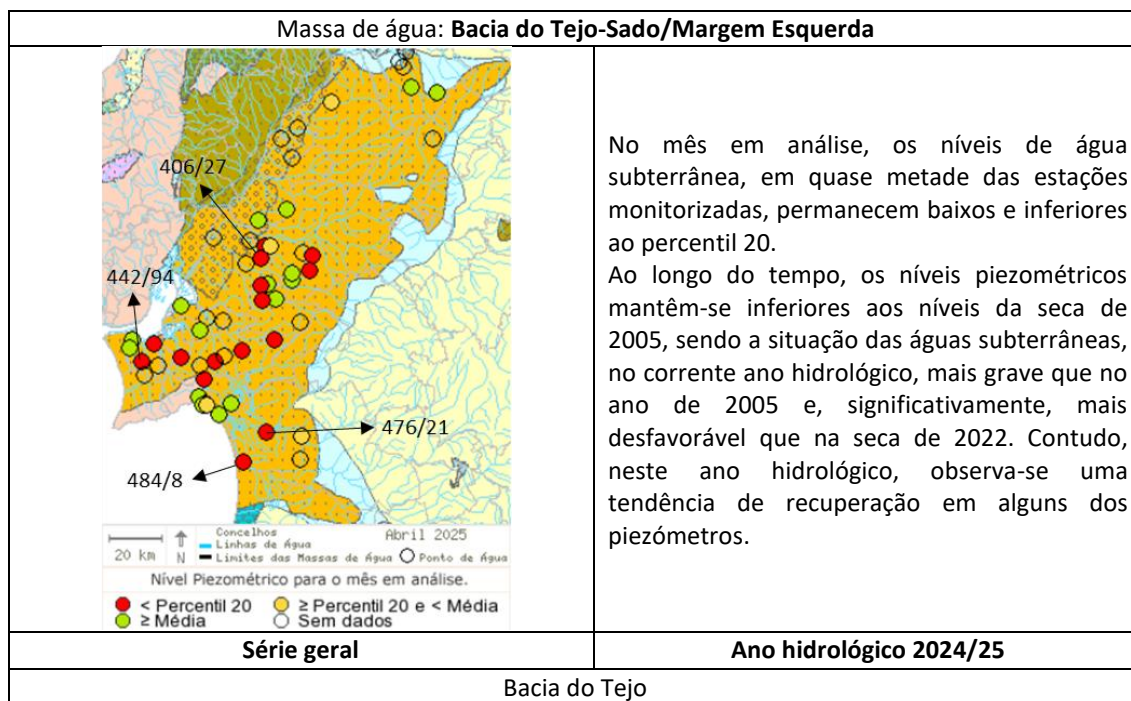 Massa de água: Bacia do Tejo-Sado/Margem Esquerda
406/27
442/94
476/21
484/8
20 km
N
Concelhos
Linhas de Água
Limites das Massas de Água
Ponto de Água
Abril 2025
Nível Piezométrico para o mês em análise.
< Percentil 20
≥ Percentil 20 e < Média
≥ Média
Sem dados
No mês em análise, os níveis de água
subterrânea, em quase metade das estações
monitorizadas, permanecem baixos e inferiores
ao percentil 20.
Ao longo do tempo, os níveis piezométricos
mantêm-se inferiores aos níveis da seca de
2005, sendo a situação das águas subterrâneas,
no corrente ano hidrológico, mais grave que no
ano de 2005 e, significativamente, mais
desfavorável que na seca de 2022. Contudo,
neste ano hidrológico, observa-se uma
tendência de recuperação em alguns dos
piezómetros.
Série geral
Ano hidrológico 2024/25
Bacia do Tejo